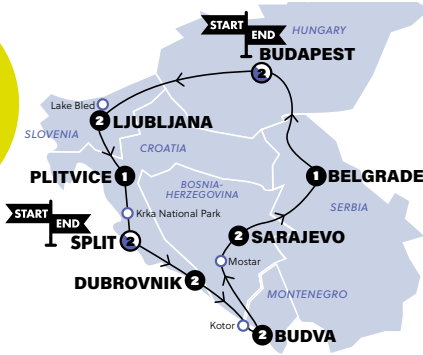 START
END
HUNGARY
BUDAPEST
2
Lake Bled
2 LJUBLJANA
SLOVENIA
CROATIA
PLITVICE 1
1 BELGRADE
BOSNIA-
HERZEGOVINA
SERBIA
Krka National Park
START
END
SPLIT 2
2 SARAJEVO
Mostar
DUBROVNIK 2
MONTENEGRO
Kotor
2 BUDVA